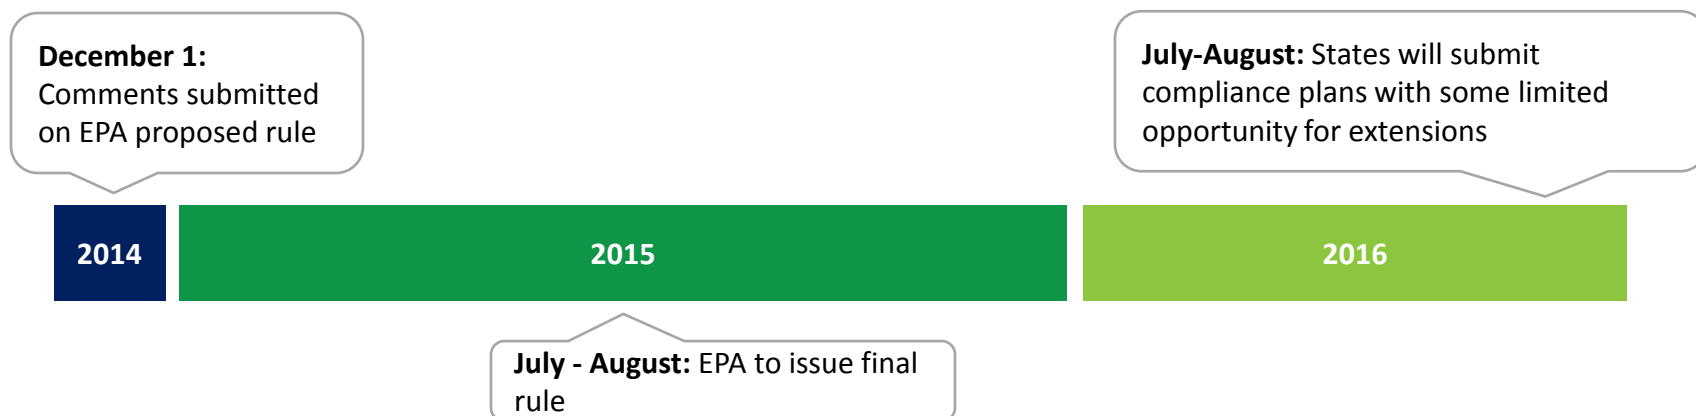 December 1:
Comments submitted
on EPA proposed rule
July-August: States will submit
compliance plans with some limited
opportunity for extensions
2014
2015
2016
July - August: EPA to issue final
rule